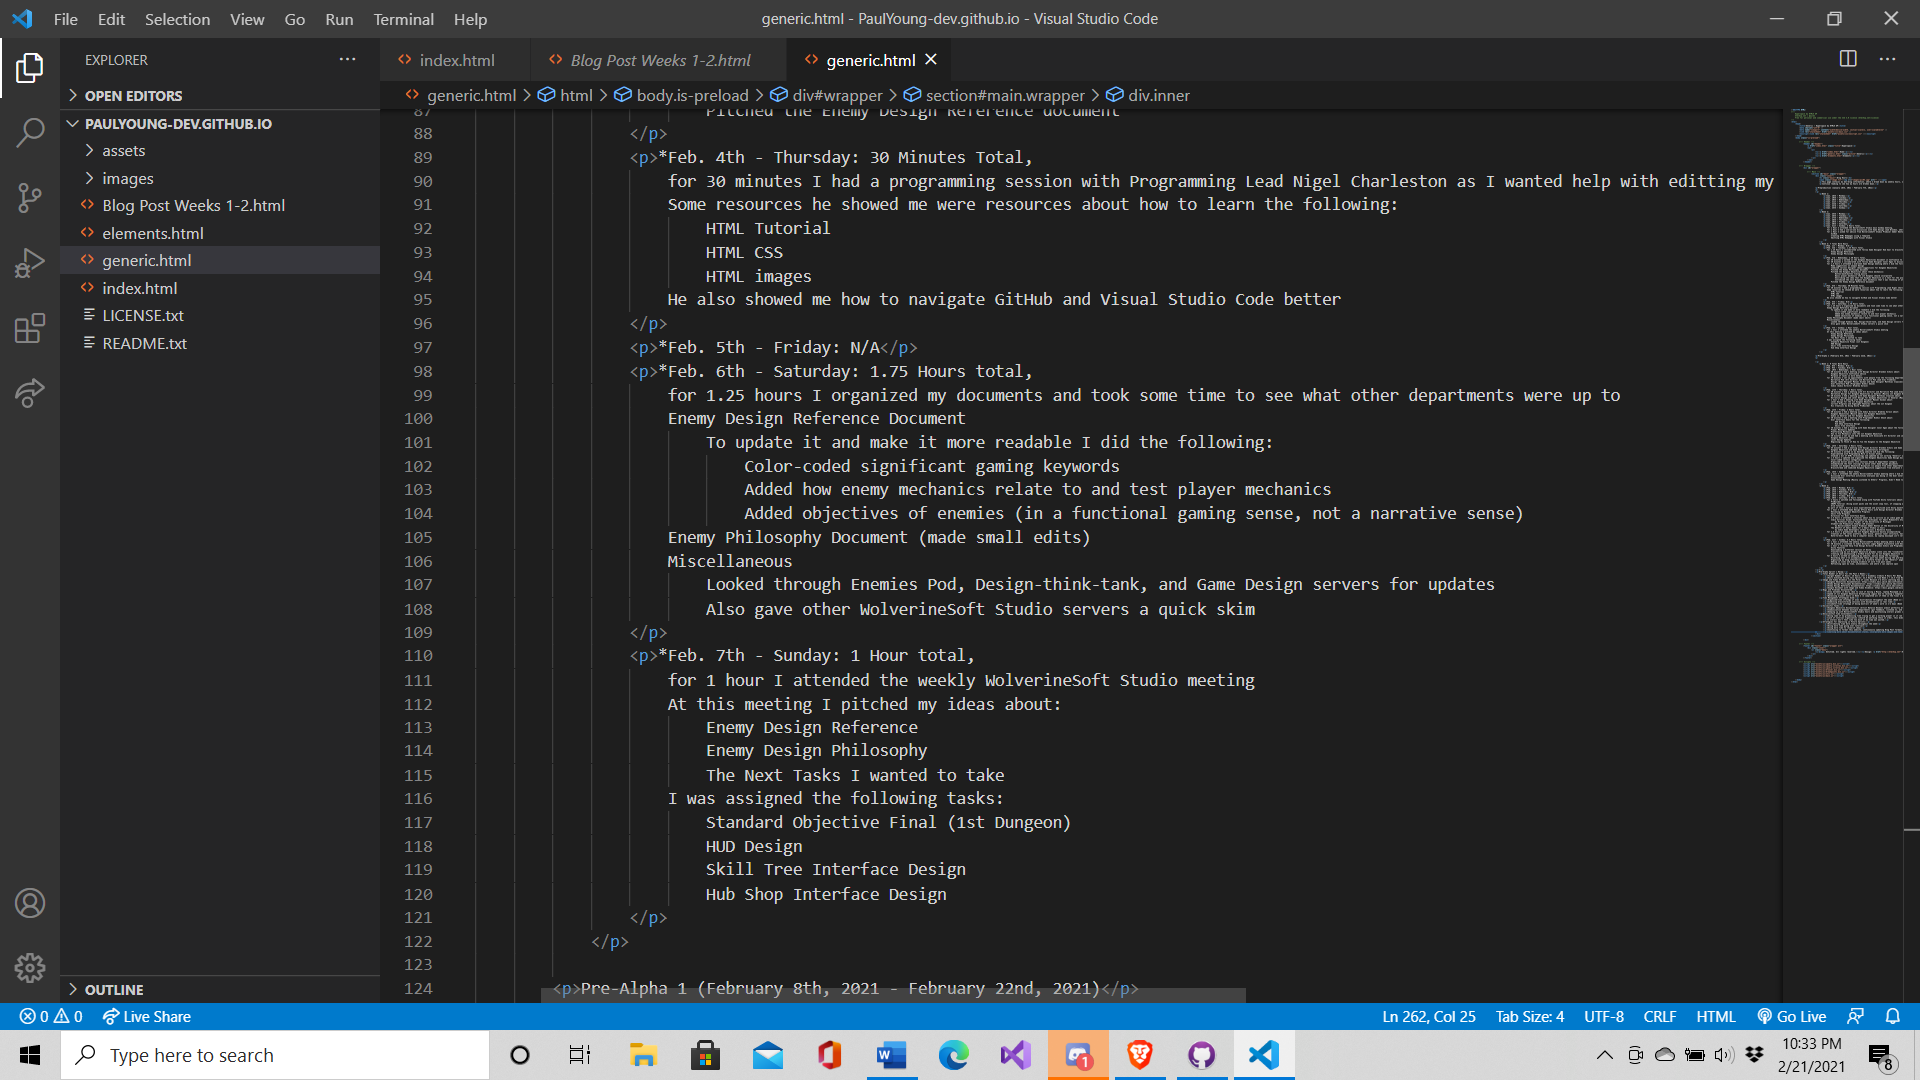 File Edit Selection View Go Run Terminal Help
generic.html - PaulYoung-dev.github.io - Visual Studio Code
EXPLORER
OPEN EDITORS
PAULYOUNG-DEV.GITHUB.IO
assets
images
Blog Post Weeks 1-2.html
elements.html
generic.html
index.html
LICENSE.txt
README.txt
OUTLINE
index.html Blog Post Weeks 1-2.html generic.html
generic.html > html > body.is-preload > div#wrapper > section#main.wrapper > div.inner
87 Pitched the Enemy Design Reference document
88 </p>
89 <p>*Feb. 4th - Thursday: 30 Minutes Total,
90 for 30 minutes I had a programming session with Programming Lead Nigel Charleston as I wanted help with editting my
91 Some resources he showed me were resources about how to learn the following:
92 HTML Tutorial
93 HTML CSS
94 HTML images
95 He also showed me how to navigate GitHub and Visual Studio Code better
96 </p>
97 <p>*Feb. 5th - Friday: N/A</p>
98 <p>*Feb. 6th - Saturday: 1.75 Hours total,
99 for 1.25 hours I organized my documents and took some time to see what other departments were up to
100 Enemy Design Reference Document
101 To update it and make it more readable I did the following:
102 Color-coded significant gaming keywords
103 Added how enemy mechanics relate to and test player mechanics
104 Added objectives of enemies (in a functional gaming sense, not a narrative sense)
105 Enemy Philosophy Document (made small edits)
106 Miscellaneous
107 Looked through Enemies Pod, Design-think-tank, and Game Design servers for updates
108 Also gave other WolverineSoft Studio servers a quick skim
109 </p>
110 <p>*Feb. 7th - Sunday: 1 Hour total,
111 for 1 hour I attended the weekly WolverineSoft Studio meeting
112 At this meeting I pitched my ideas about:
113 Enemy Design Reference
114 Enemy Design Philosophy
115 The Next Tasks I wanted to take
116 I was assigned the following tasks:
117 Standard Objective Final (1st Dungeon)
118 HUD Design
119 Skill Tree Interface Design
120 Hub Shop Interface Design
121 </p>
122 </p>
123
124 <p>Pre-Alpha 1 (February 8th, 2021 - February 22nd, 2021)</p>
0 0 Live Share
Ln 262, Col 25 Tab Size: 4 UTF-8 CRLF HTML Go Live
Type here to search
1
10:33 PM
2/21/2021
8